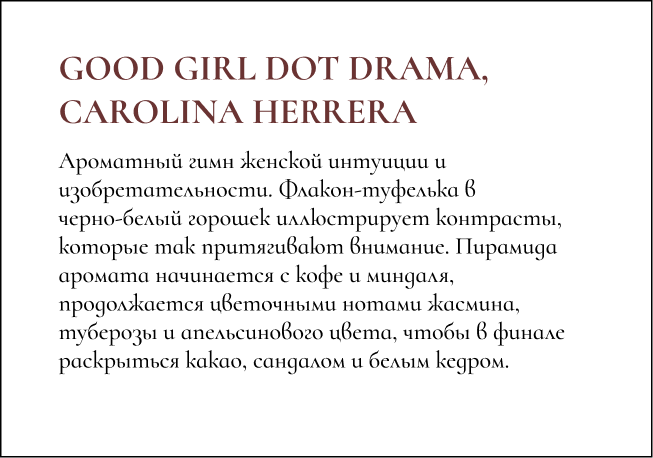 GOOD GIRL DOT DRAMA,
CAROLINA HERRERA
Ароматный гимн женской интуиции и
изобретательности. Флакон-туфелька в
черно-белый горошек иллюстрирует контрасты,
которые так притягивают внимание. Пирамида
аромата начинается с кофе и миндаля,
продолжается цветочными нотами жасмина,
туберозы и апельсинового цвета, чтобы в финале
раскрыться какао, сандалом и белым кедром.